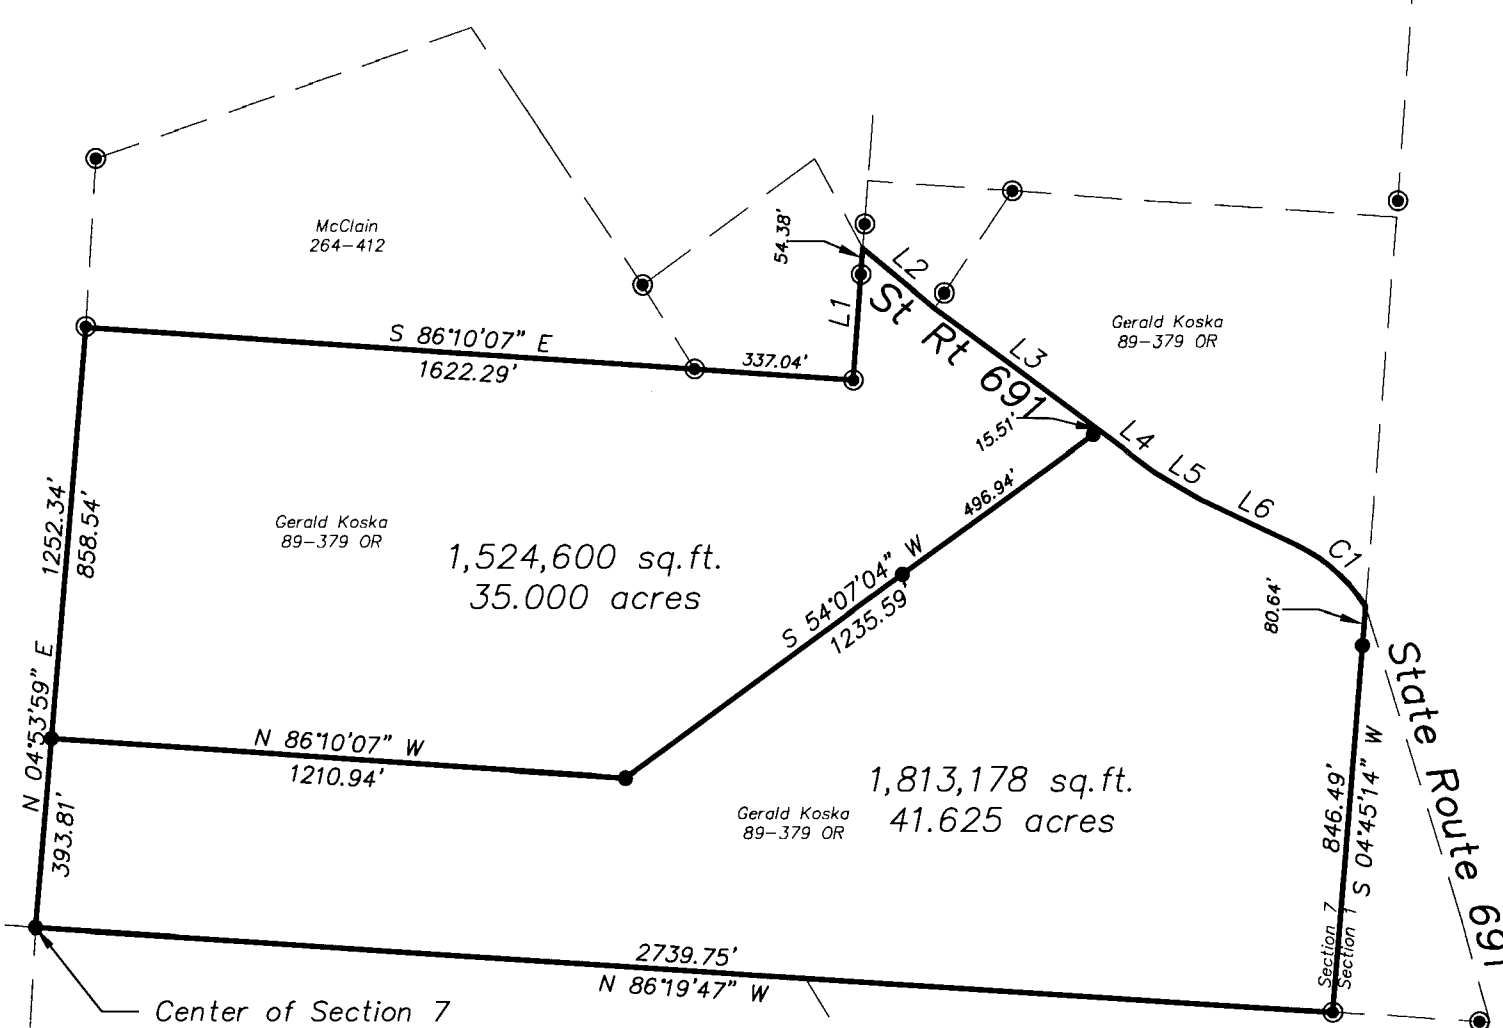 McClain
264-412
54.38'
L2
L1
St Rt 691
L3
Gerald Koska
89-379 OR
S 86°10'07" E
1622.29'
337.04'
15.51'
L4
L5
L6
C1
496.94'
1252.34'
858.54'
Gerald Koska
89-379 OR
1,524,600 sq.ft.
35.000 acres
S 54°07'04" W
1235.59'
80.64'
State Route 691
N 04°53'59" E
N 86°10'07" W
1210.94'
393.81'
1,813,178 sq.ft.
41.625 acres
Gerald Koska
89-379 OR
846.49'
S 04°45'14" W
Section 7
Section 1
2739.75'
N 86°19'47" W
Center of Section 7